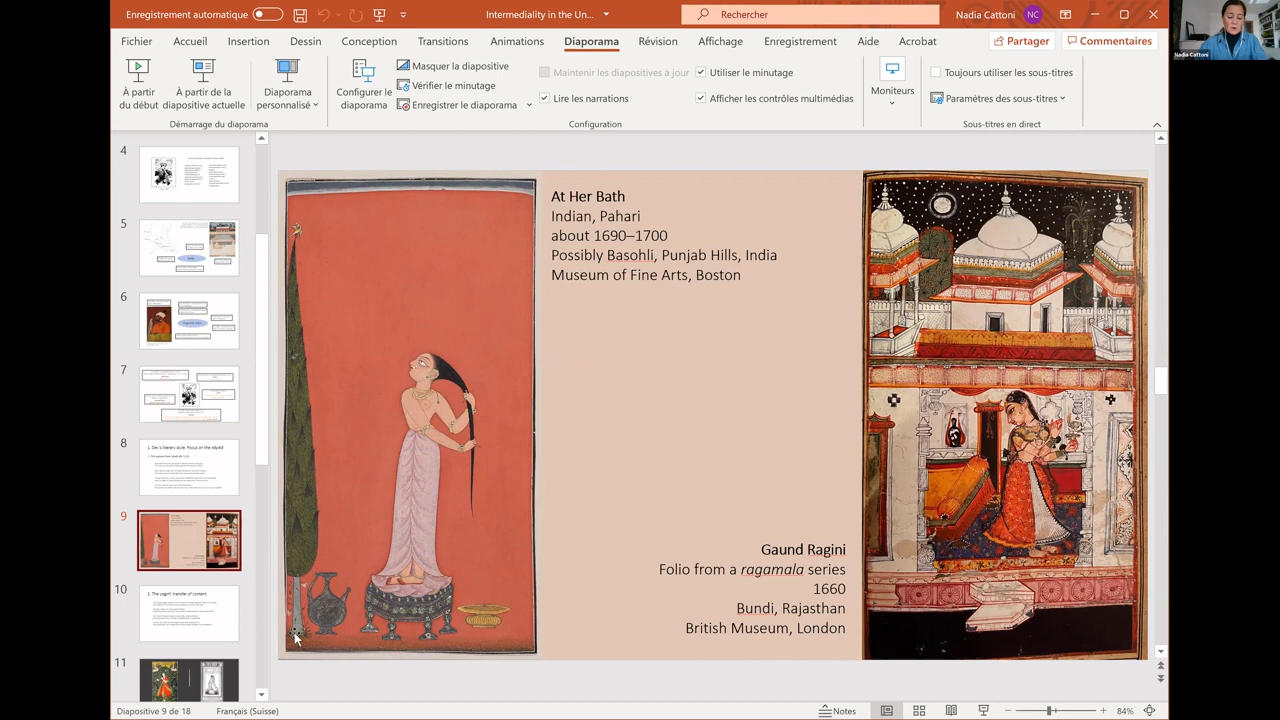 Enregistrement automatique
Intermediality in the Un...
Rechercher
Nadia Cattoni
NC
Nadia Cattoni
Fichier
Accueil
Insertion
Dessin
Conception
Transitions
Animations
Diaporama
Révision
Affichage
Enregistrement
Aide
Acrobat
Partager
Commentaires
À partir
du début
À partir de la
diapositive actuelle
Diaporama
personnalisé
Configurer le
diaporama
Masquer la diapositive
Vérifier le minutage
Enregistrer le diaporama
Maintenir les diapositives à jour
Lire les narrations
Utiliser le minutage
Afficher les contrôles multimédias
Moniteurs
Toujours utiliser les sous-titres
Paramètres des sous-titres
Démarrage du diaporama
Configuration
Sous-titres en direct
4
5
6
7
8
9
10
11
At Her Bath
Indian, Pahari
about 1690–1700
Possibly Basohli, Punjab Hills, India
Museum of Fine Arts, Boston
Gaund Ragini
Folio from a ragamala series
1660
Bundi, Rajasthan
British Museum, London
Diapositive 9 de 18
Français (Suisse)
Notes
84%